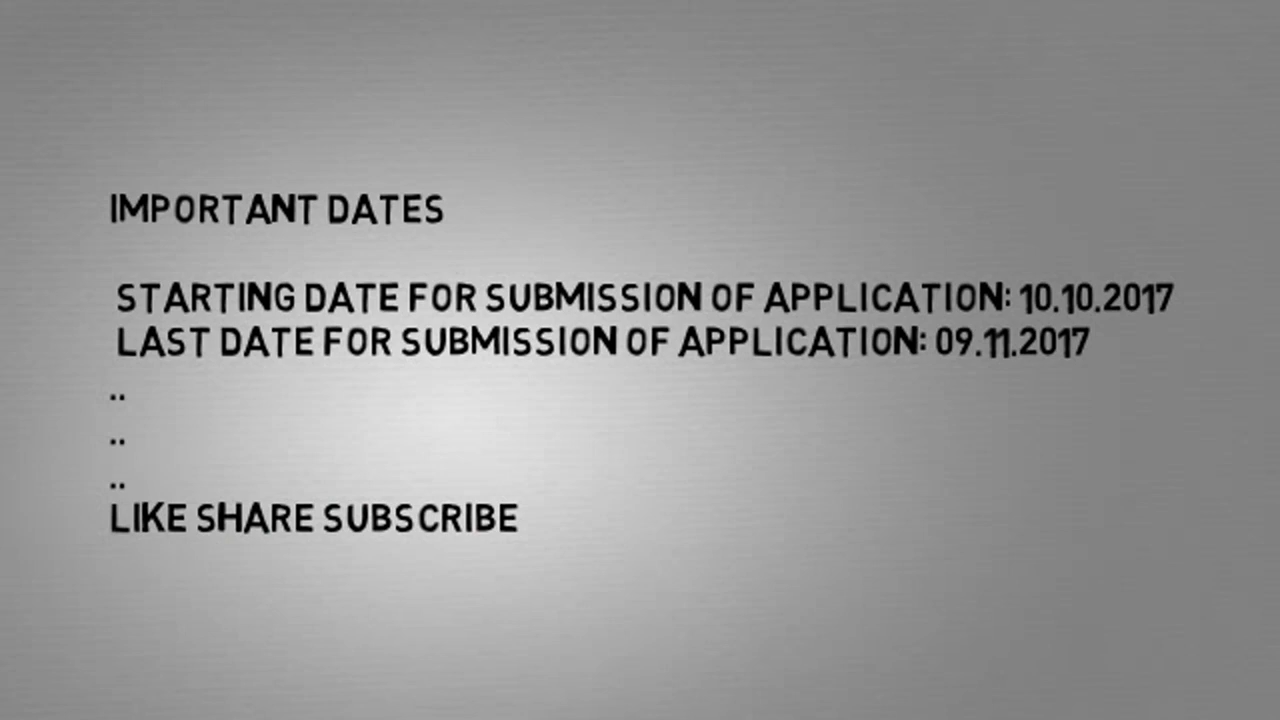 IMPORTANT DATES
STARTING DATE FOR SUBMISSION OF APPLICATION: 10.10.2017
LAST DATE FOR SUBMISSION OF APPLICATION: 09.11.2017
..
..
..
LIKE SHARE SUBSCRIBE